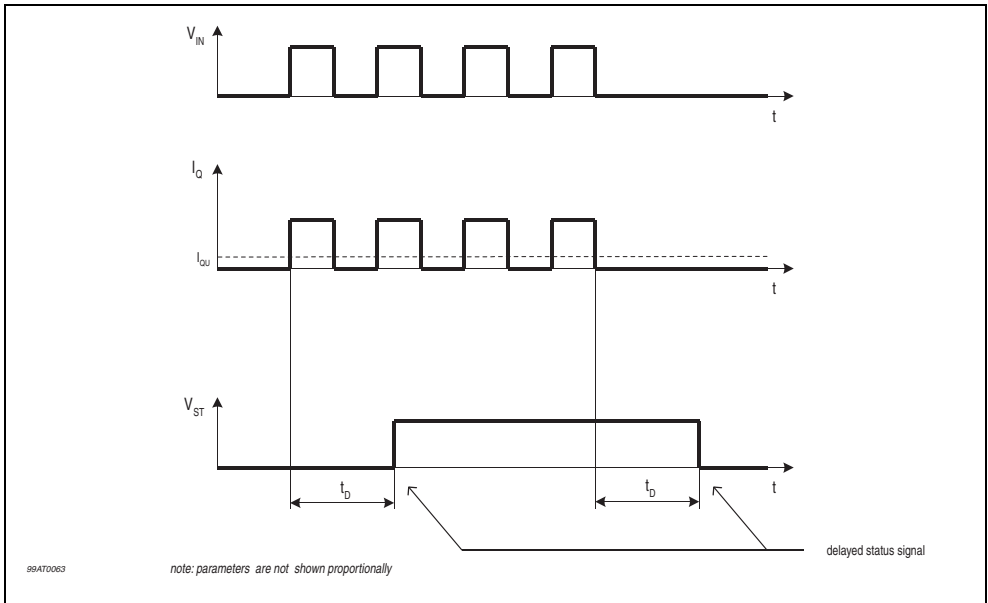 V_IN
t
I_Q
I_QU
t
V_ST
t_D
t_D
t
delayed status signal
99AT0063
note: parameters are not shown proportionally